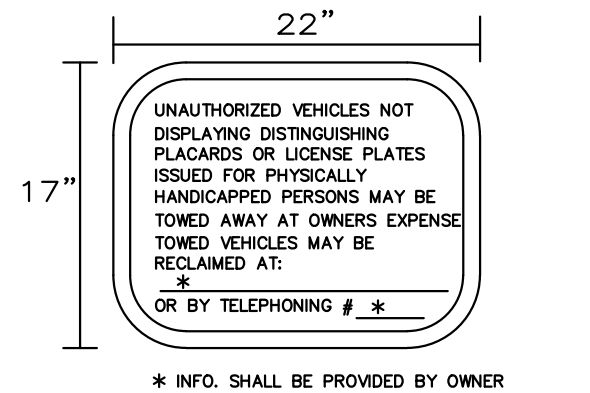 22"
17"
UNAUTHORIZED VEHICLES NOT
DISPLAYING DISTINGUISHING
PLACARDS OR LICENSE PLATES
ISSUED FOR PHYSICALLY
HANDICAPPED PERSONS MAY BE
TOWED AWAY AT OWNERS EXPENSE
TOWED VEHICLES MAY BE
RECLAIMED AT:
*
OR BY TELEPHONING # *
* INFO. SHALL BE PROVIDED BY OWNER